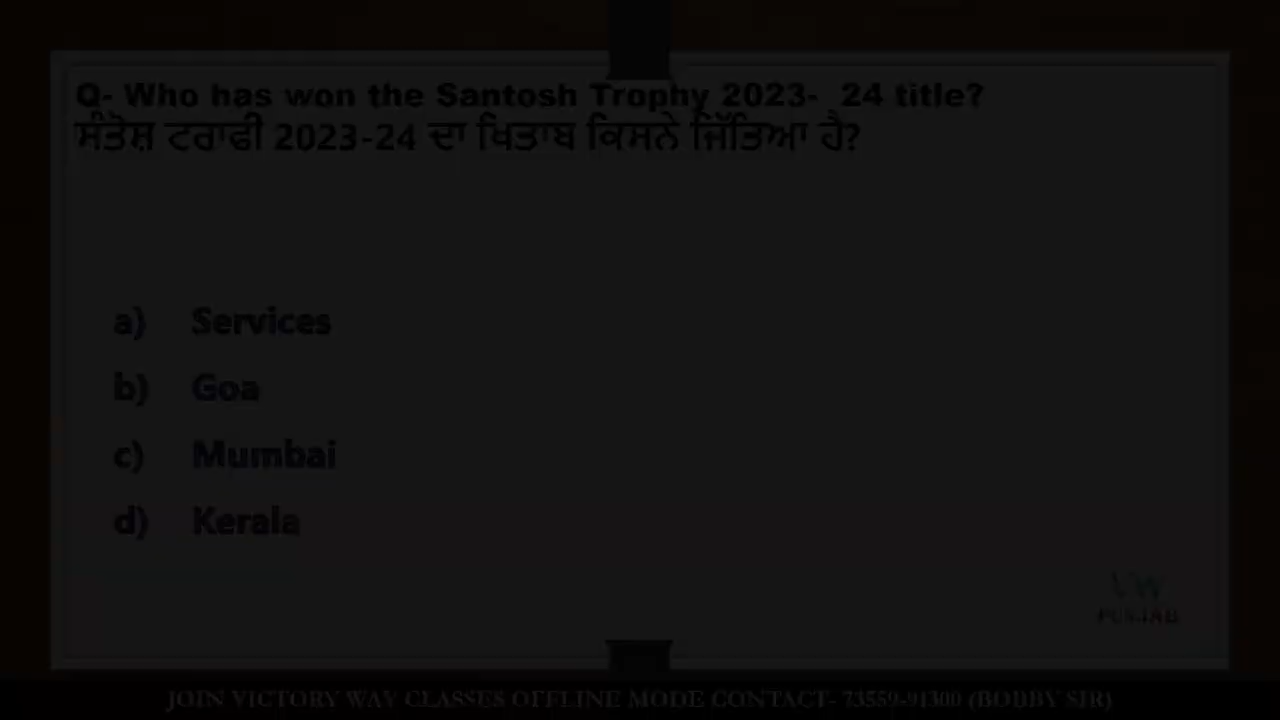 Q- Who has won the Santosh Trophy 2023- 24 title?
ਸੰਤੋਸ਼ ਟਰਾਫੀ 2023-24 ਦਾ ਖਿਤਾਬ ਕਿਸਨੇ ਜਿੱਤਿਆ ਹੈ?
a) Services
b) Goa
c) Mumbai
d) Kerala
PUNJAB
JOIN VICTORY WAY CLASSES OFFLINE MODE CONTACT- 73559-91300 (BOBBY SIR)